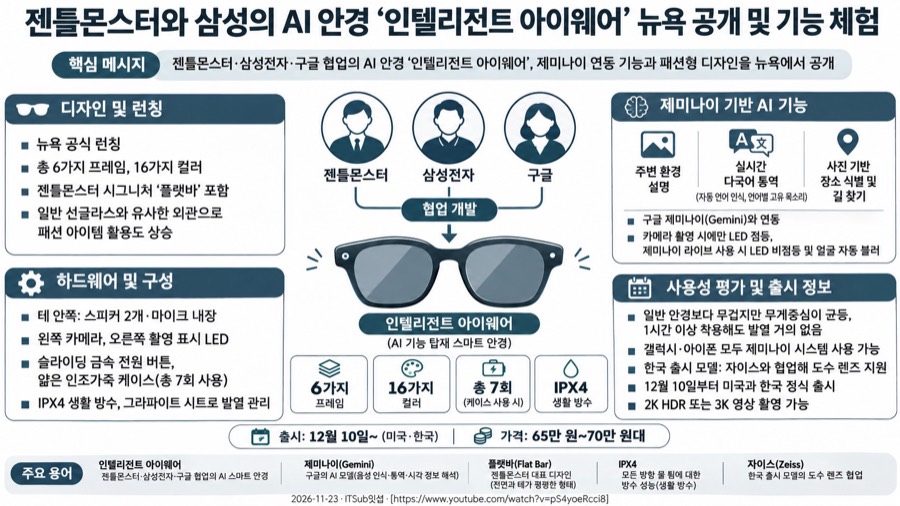 젠틀몬스터와 삼성의 AI 안경 ‘인텔리전트 아이웨어’ 뉴욕 공개 및 기능 체험
핵심 메시지
젠틀몬스터·삼성전자·구글 협업의 AI 안경 ‘인텔리전트 아이웨어’, 제미나이 연동 기능과 패션형 디자인을 뉴욕에서 공개
디자인 및 런칭
뉴욕 공식 런칭
총 6가지 프레임, 16가지 컬러
젠틀몬스터 시그니처 ‘플랫바’ 포함
일반 선글라스와 유사한 외관으로
패션 아이템 활용도 상승
하드웨어 및 구성
테 안쪽: 스피커 2개·마이크 내장
왼쪽 카메라, 오른쪽 촬영 표시 LED
슬라이딩 금속 전원 버튼,
얇은 인조가죽 케이스(총 7회 사용)
IPX4 생활 방수, 그라파이트 시트로 발열 관리
젠틀몬스터
삼성전자
구글
협업 개발
인텔리전트 아이웨어
(AI 기능 탑재 스마트 안경)
6가지
프레임
16가지
컬러
총 7회
(케이스 사용 시)
IPX4
생활 방수
제미나이 기반 AI 기능
주변 환경
설명
A 文
실시간
다국어 통역
(자동 언어 인식, 언어별 고유 목소리)
사진 기반
장소 식별 및
길 찾기
구글 제미나이(Gemini)와 연동
카메라 촬영 시에만 LED 점등,
제미나이 라이브 사용 시 LED 비점등 및 얼굴 자동 블러
사용성 평가 및 출시 정보
일반 안경보다 무겁지만 무게중심이 균등,
1시간 이상 착용해도 발열 거의 없음
갤럭시·아이폰 모두 제미나이 시스템 사용 가능
한국 출시 모델: 자이스와 협업해 도수 렌즈 지원
12월 10일부터 미국과 한국 정식 출시
2K HDR 또는 3K 영상 촬영 가능
출시: 12월 10일~ (미국·한국)
가격: 65만 원~70만 원대
주요 용어
인텔리전트 아이웨어
젠틀몬스터·삼성전자·구글 협업의 AI 스마트 안경
제미나이(Gemini)
구글의 AI 모델(음성 인식·통역·시각 정보 해석)
플랫바(Flat Bar)
젠틀몬스터 대표 디자인
(전면과 테가 평평한 형태)
IPX4
모든 방향 물 튐에 대한
방수 성능(생활 방수)
자이스(Zeiss)
한국 출시 모델의 도수 렌즈 협업
2026-11-23 · ITSub잇섭 · [https://www.youtube.com/watch?v=pS4yoeRcci8]